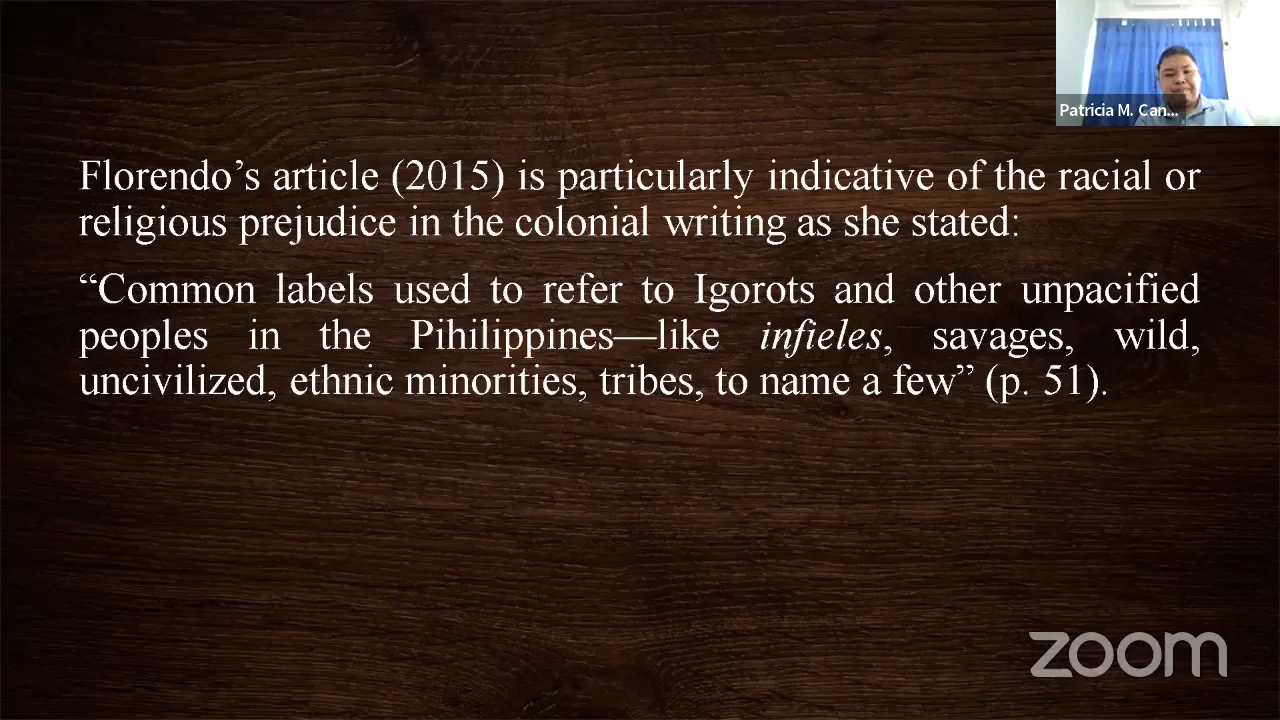 Patricia M. Can...
Florendo’s article (2015) is particularly indicative of the racial or
religious prejudice in the colonial writing as she stated:
“Common labels used to refer to Igorots and other unpacified
peoples in the Pihilippines—like infieles, savages, wild,
uncivilized, ethnic minorities, tribes, to name a few” (p. 51).
zoom